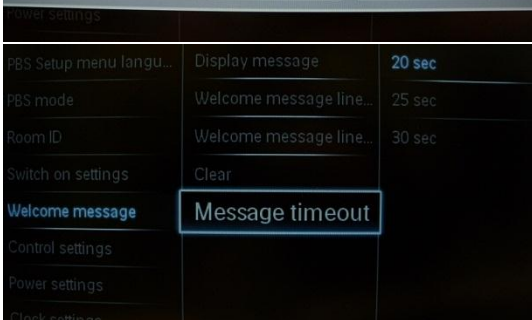 Power settings
PBS Setup menu langu...
PBS mode
Room ID
Switch on settings
Welcome message
Control settings
Power settings
Clock settings
Display message
Welcome message line...
Welcome message line...
Clear
Message timeout
20 sec
25 sec
30 sec